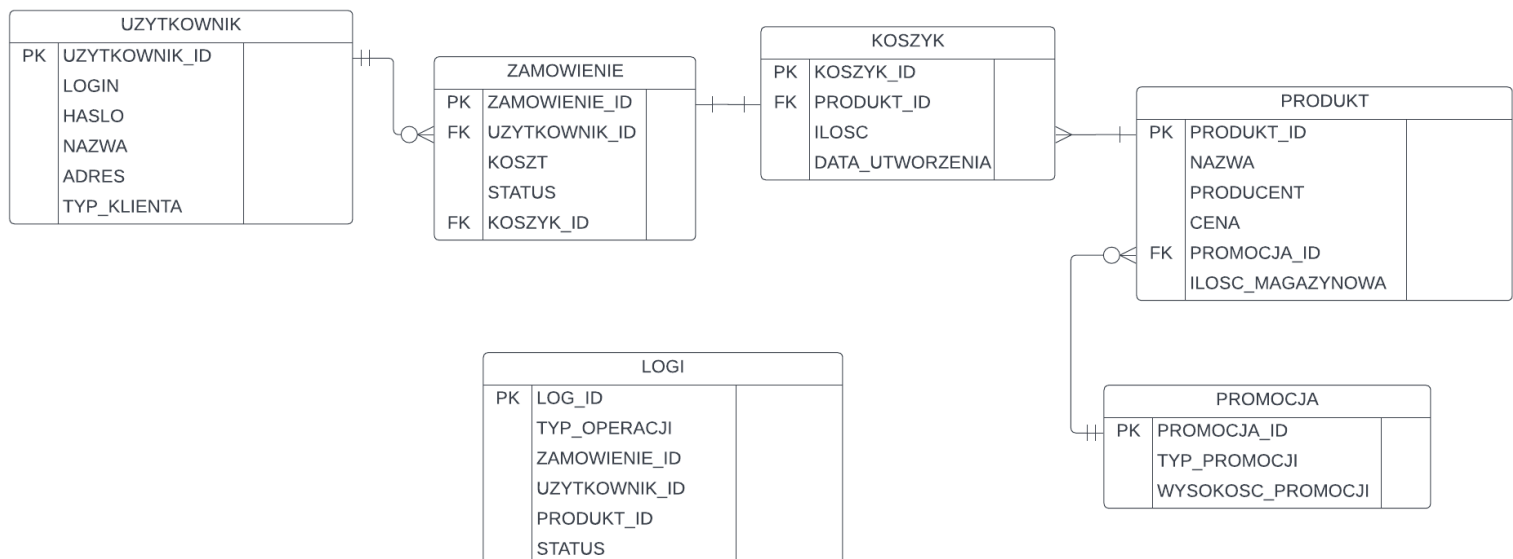 UZYTKOWNIK
PK UZYTKOWNIK_ID
LOGIN
HASLO
NAZWA
ADRES
TYP_KLIENTA
ZAMOWIENIE
PK ZAMOWIENIE_ID
FK UZYTKOWNIK_ID
KOSZT
STATUS
FK KOSZYK_ID
KOSZYK
PK KOSZYK_ID
FK PRODUKT_ID
ILOSC
DATA_UTWORZENIA
PRODUKT
PK PRODUKT_ID
NAZWA
PRODUCENT
CENA
FK PROMOCJA_ID
ILOSC_MAGAZYNOWA
LOGI
PK LOG_ID
TYP_OPERACJI
ZAMOWIENIE_ID
UZYTKOWNIK_ID
PRODUKT_ID
STATUS
PROMOCJA
PK PROMOCJA_ID
TYP_PROMOCJI
WYSOKOSC_PROMOCJI